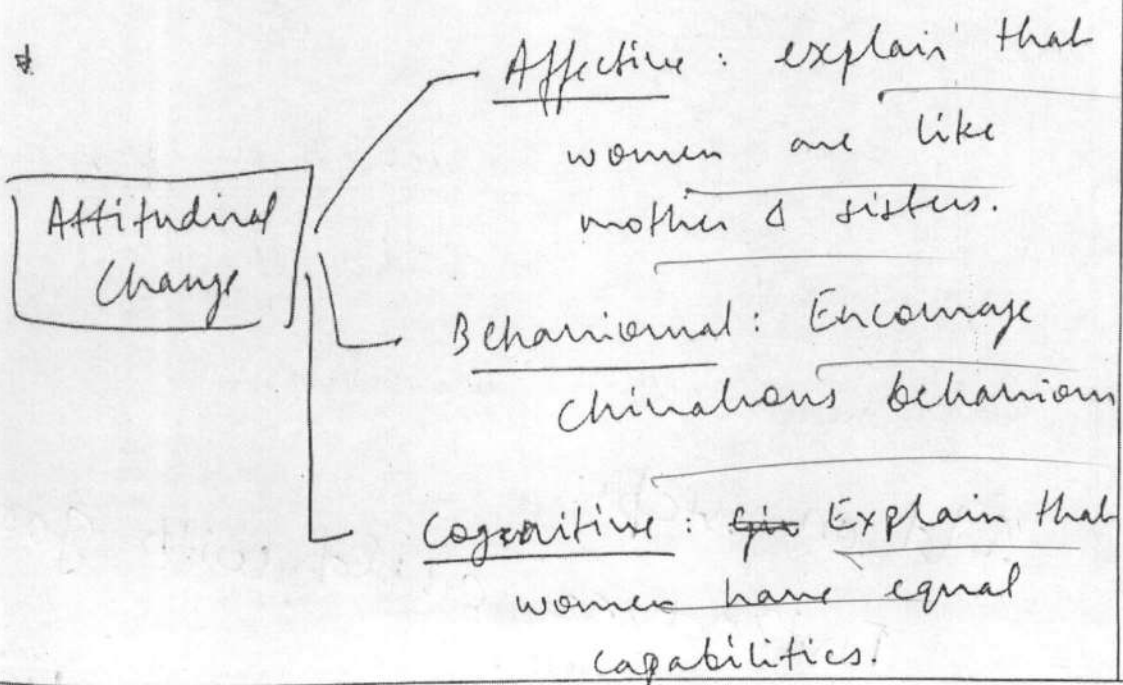 Affective : explain that
women are like
mother & sisters.
Attitudinal
Change
Behavioural : Encourage
chivalrous behaviour
Cognitive : Explain that
women have equal
capabilities.